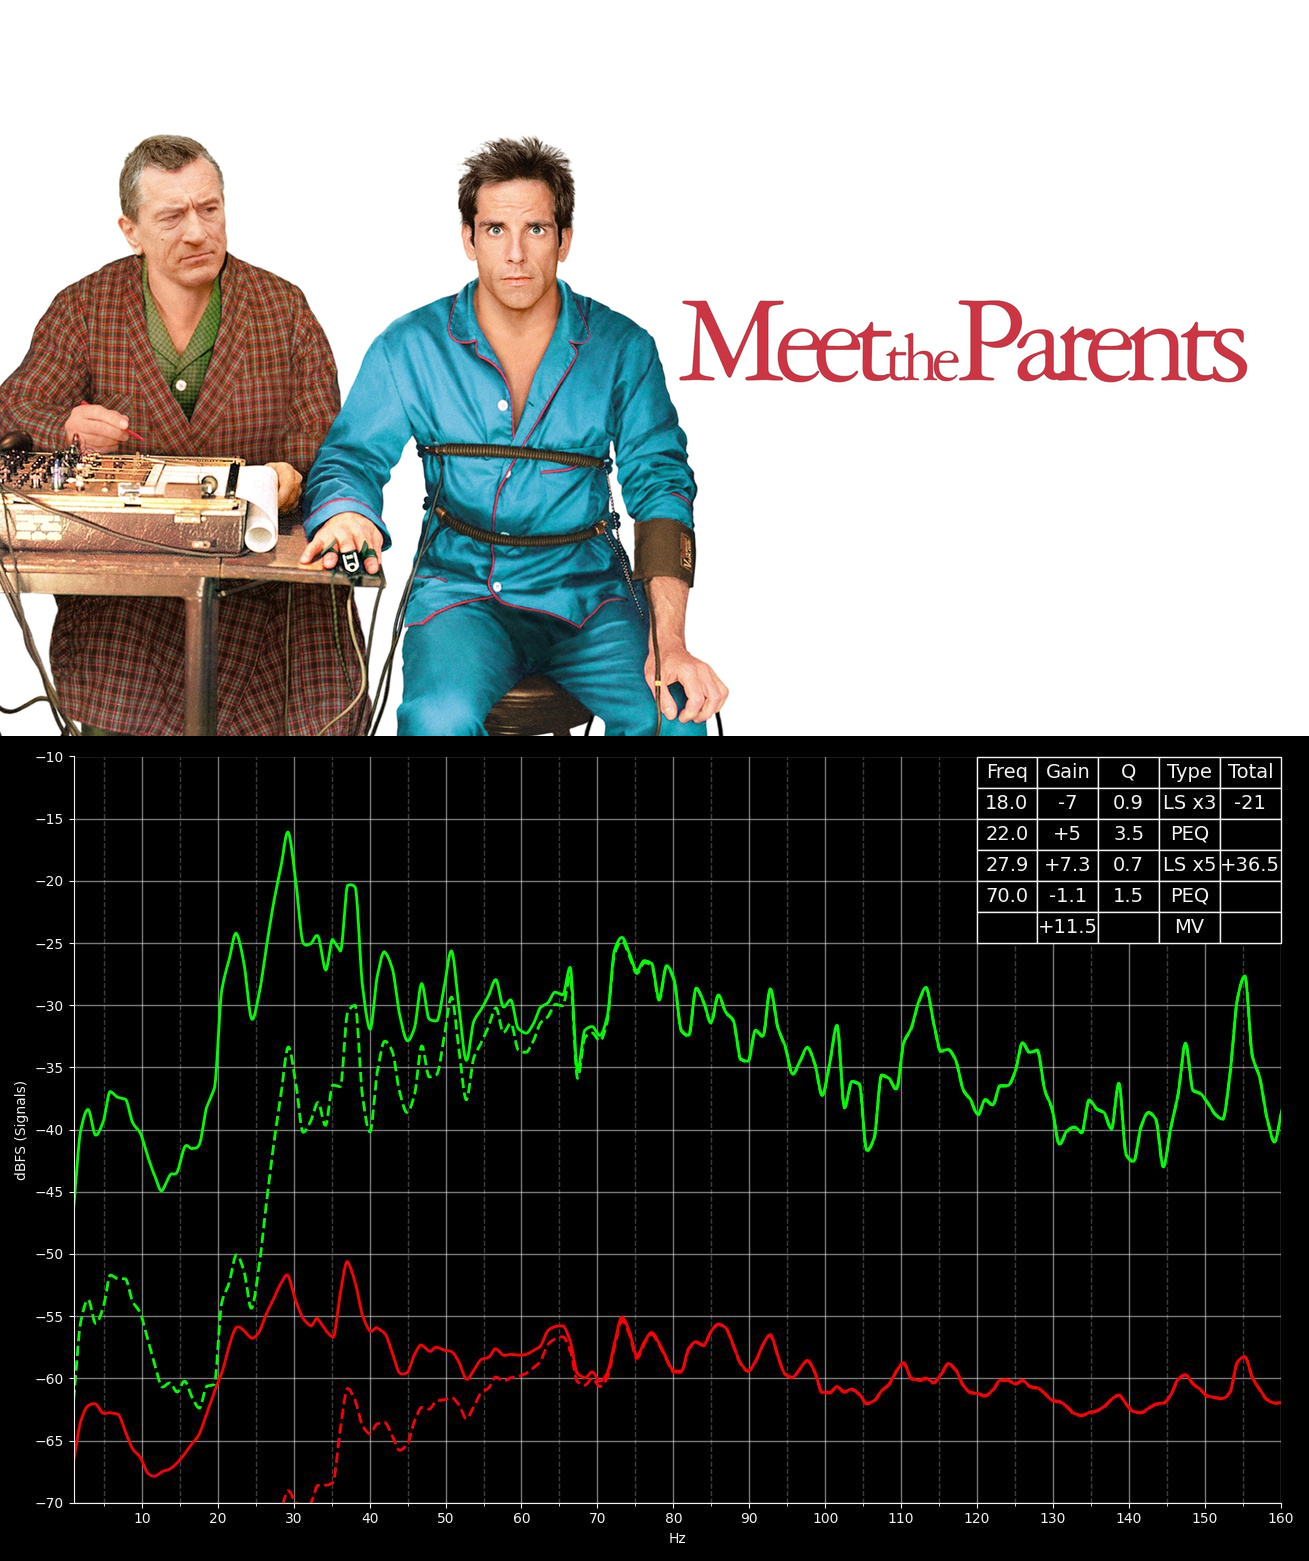 Meet the Parents
Freq Gain Q Type Total
18.0 -7 0.9 LS x3 -21
22.0 +5 3.5 PEQ
27.9 +7.3 0.7 LS x5 +36.5
70.0 -1.1 1.5 PEQ
+11.5 MV
−10
−15
−20
−25
−30
−35
−40
−45
−50
−55
−60
−65
−70
dBFS (Signals)
10 20 30 40 50 60 70 80 90 100 110 120 130 140 150 160
Hz